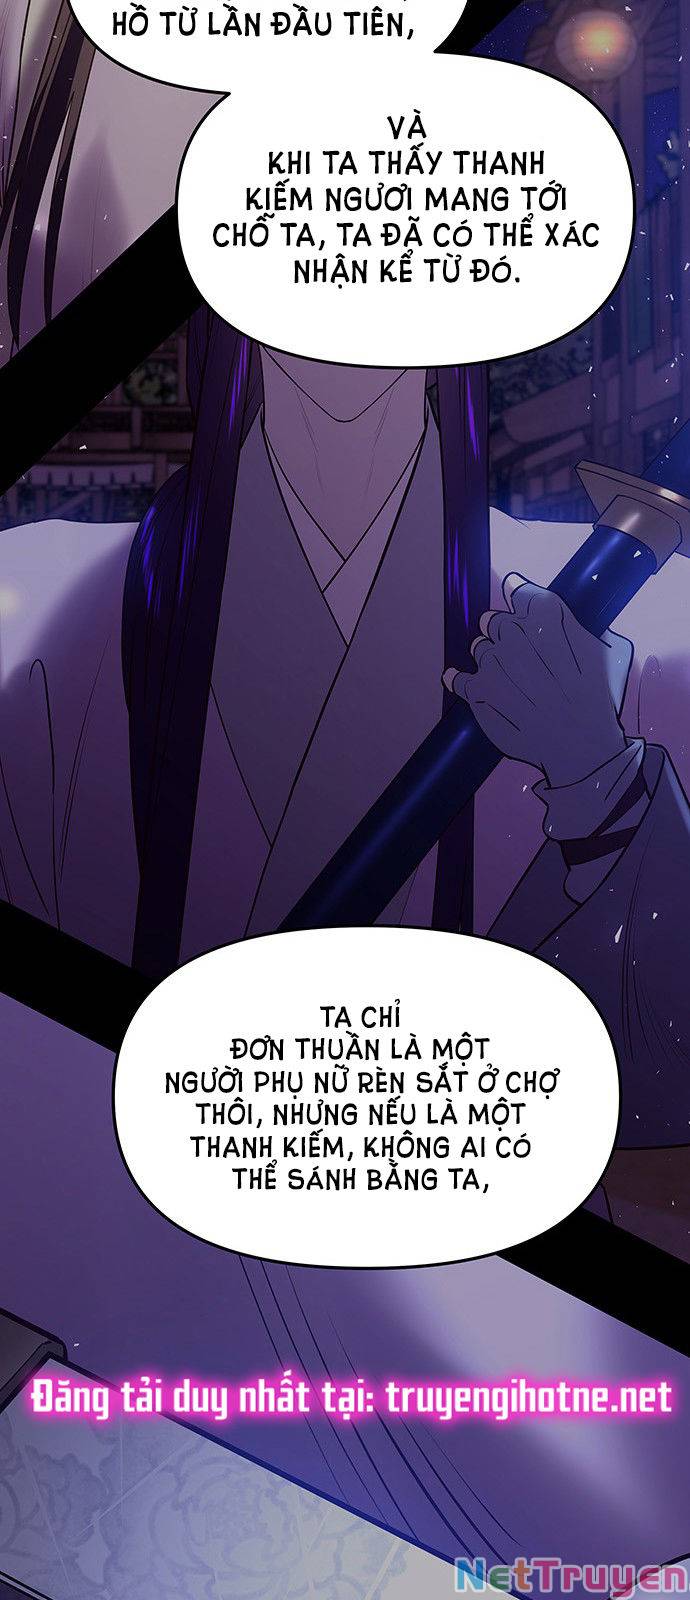 HỒ TỪ LẦN ĐẦU TIÊN,
VÀ
KHI TA THẤY THANH
KIẾM NGƯƠI MANG TỚI
CHỖ TA, TA ĐÃ CÓ THỂ XÁC
NHẬN KỂ TỪ ĐÓ.
TA CHỈ
ĐƠN THUẦN LÀ MỘT
NGƯỜI PHỤ NỮ RÈN SẮT Ở CHỢ
THÔI, NHƯNG NẾU LÀ MỘT
THANH KIẾM, KHÔNG AI CÓ
THỂ SÁNH BẰNG TA,
Đăng tải duy nhất tại: truyengihotne.net
NetTruyen